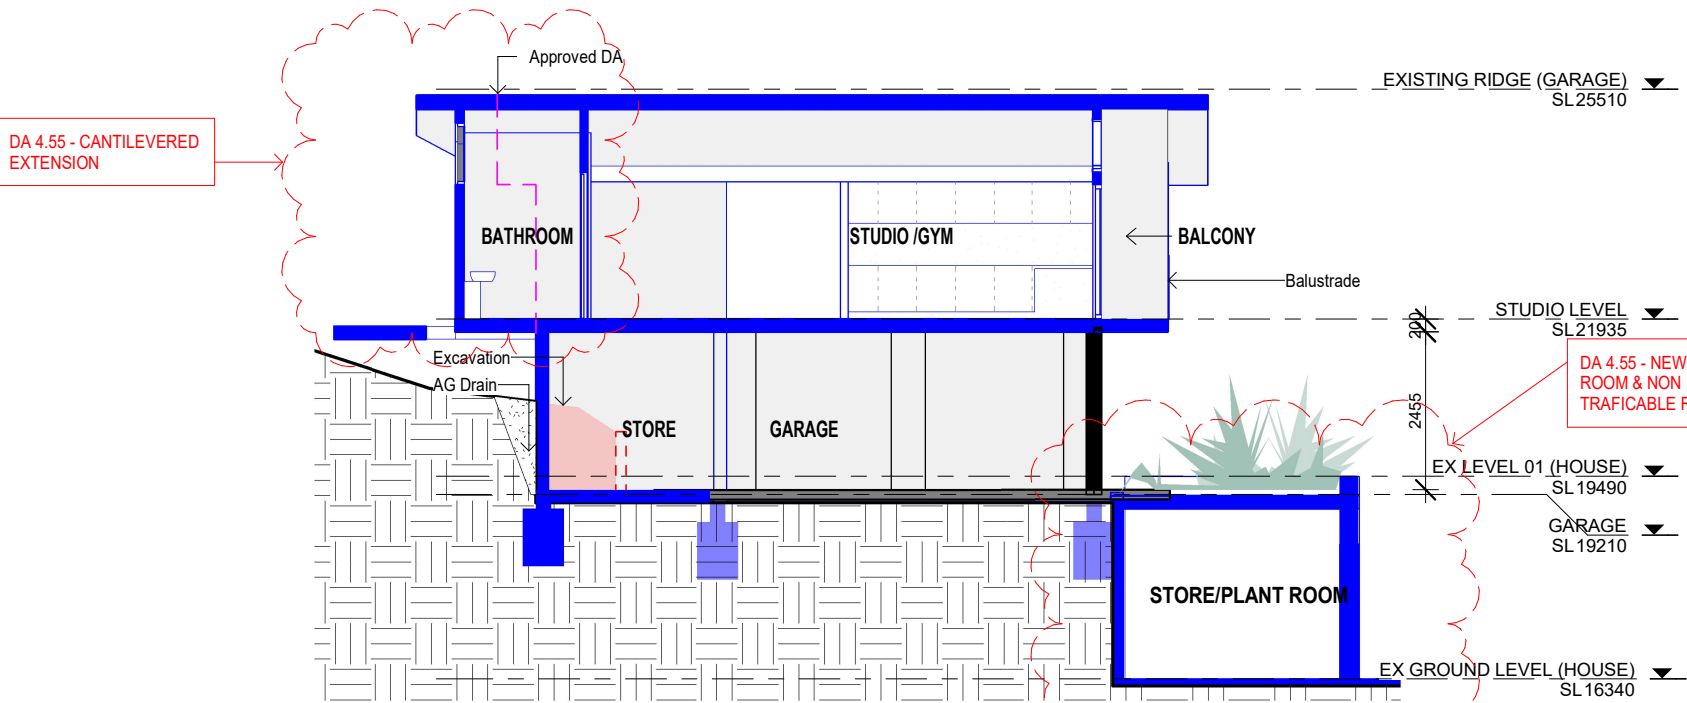 Approved DA
EXISTING RIDGE (GARAGE)
SL25510
DA 4.55 - CANTILEVERED
EXTENSION
BATHROOM
STUDIO /GYM
BALCONY
Balustrade
STUDIO LEVEL
SL21935
200
Excavation
AG Drain
DA 4.55 - NEW
ROOM & NON
TRAFICABLE R
2455
STORE
GARAGE
EX LEVEL 01 (HOUSE)
SL19490
GARAGE
SL19210
STORE/PLANT ROOM
EX GROUND LEVEL (HOUSE)
SL16340